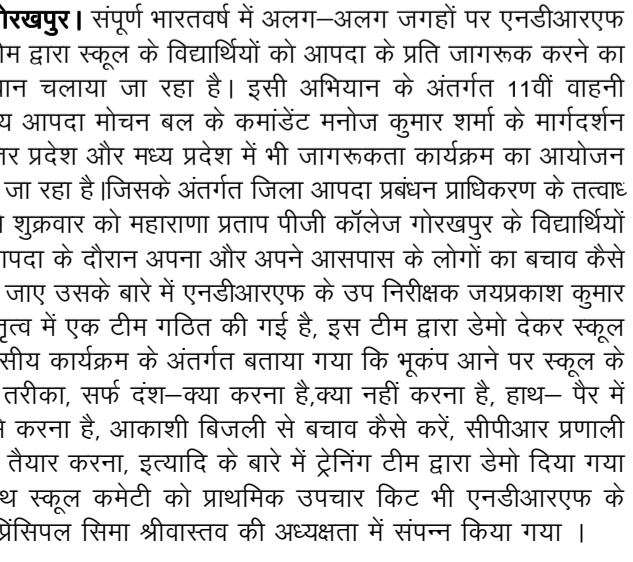 ोरखपुर। संपूर्ण भारतवर्ष में अलग–अलग जगहों पर एनडीआरएफ
म द्वारा स्कूल के विद्यार्थियों को आपदा के प्रति जागरूक करने का
ान चलाया जा रहा है। इसी अभियान के अंतर्गत 11वीं वाहनी
य आपदा मोचन बल के कमांडेंट मनोज कुमार शर्मा के मार्गदर्शन
तर प्रदेश और मध्य प्रदेश में भी जागरूकता कार्यक्रम का आयोजन
जा रहा है।जिसके अंतर्गत जिला आपदा प्रबंधन प्राधिकरण के तत्वाध
शुक्रवार को महाराणा प्रताप पीजी कॉलेज गोरखपुर के विद्यार्थियों
ापदा के दौरान अपना और अपने आसपास के लोगों का बचाव कैसे
जाए उसके बारे में एनडीआरएफ के उप निरीक्षक जयप्रकाश कुमार
तृत्व में एक टीम गठित की गई है, इस टीम द्वारा डेमो देकर स्कूल
सीय कार्यक्रम के अंतर्गत बताया गया कि भूकंप आने पर स्कूल के
तरीका, सर्फ दंश–क्या करना है,क्या नहीं करना है, हाथ– पैर में
करना है, आकाशी बिजली से बचाव कैसे करें, सीपीआर प्रणाली
तैयार करना, इत्यादि के बारे में ट्रेनिंग टीम द्वारा डेमो दिया गया
थ स्कूल कमेटी को प्राथमिक उपचार किट भी एनडीआरएफ के
प्रिंसिपल सिमा श्रीवास्तव की अध्यक्षता में संपन्न किया गया ।